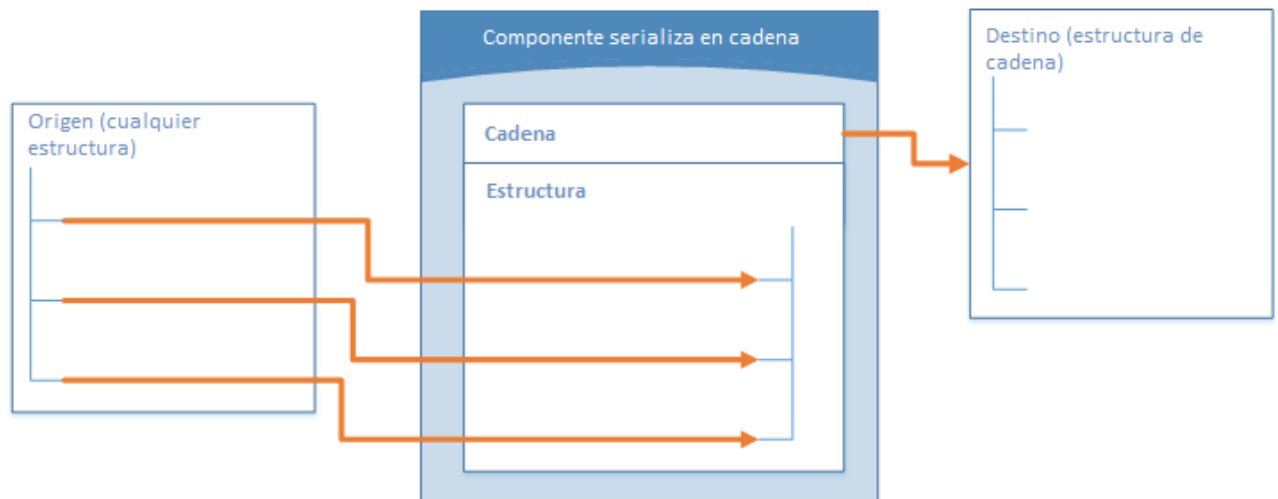 Origen (cualquier
estructura)
Componente serializa en cadena
Cadena
Estructura
Destino (estructura de
cadena)